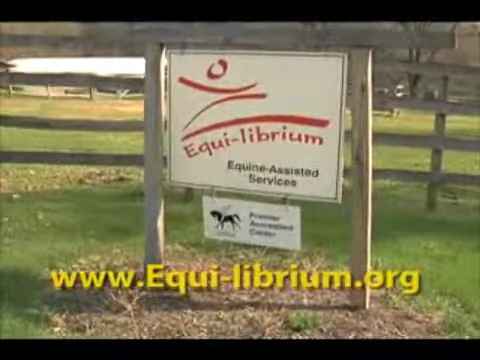 Equi-librium
Equine-Assisted
Services
Premier
Accredited
Center
www.Equi-librium.org